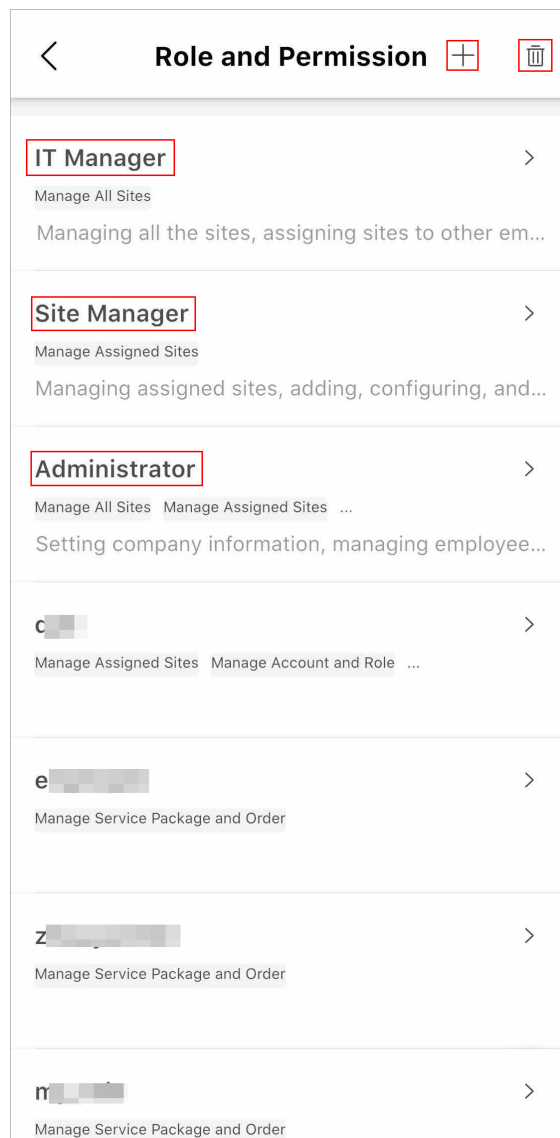 Role and Permission
IT Manager
Manage All Sites
Managing all the sites, assigning sites to other em...
Site Manager
Manage Assigned Sites
Managing assigned sites, adding, configuring, and...
Administrator
Manage All Sites Manage Assigned Sites ...
Setting company information, managing employee...
Manage Assigned Sites Manage Account and Role ...
Manage Service Package and Order
Manage Service Package and Order
Manage Service Package and Order